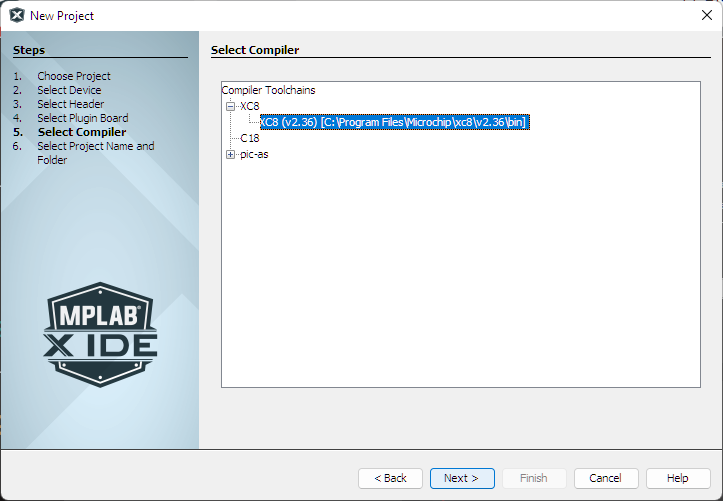 New Project
Steps
1. Choose Project
2. Select Device
3. Select Header
4. Select Plugin Board
5. Select Compiler
6. Select Project Name and
Folder
MPLAB®
X IDE
Select Compiler
Compiler Toolchains
XC8
XC8 (v2.36) [C:\Program Files\Microchip\xc8\v2.36\bin]
C18
pic-as
< Back
Next >
Finish
Cancel
Help